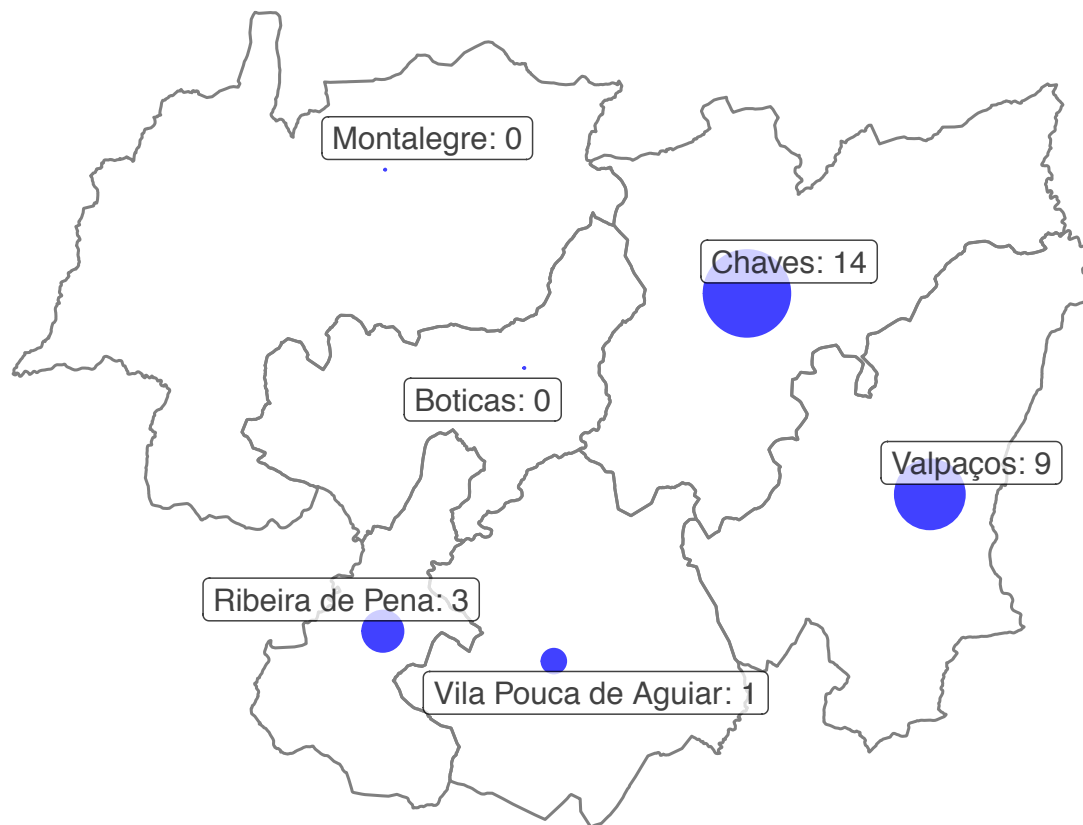 Montalegre: 0
Chaves: 14
Boticas: 0
Valpaços: 9
Ribeira de Pena: 3
Vila Pouca de Aguiar: 1